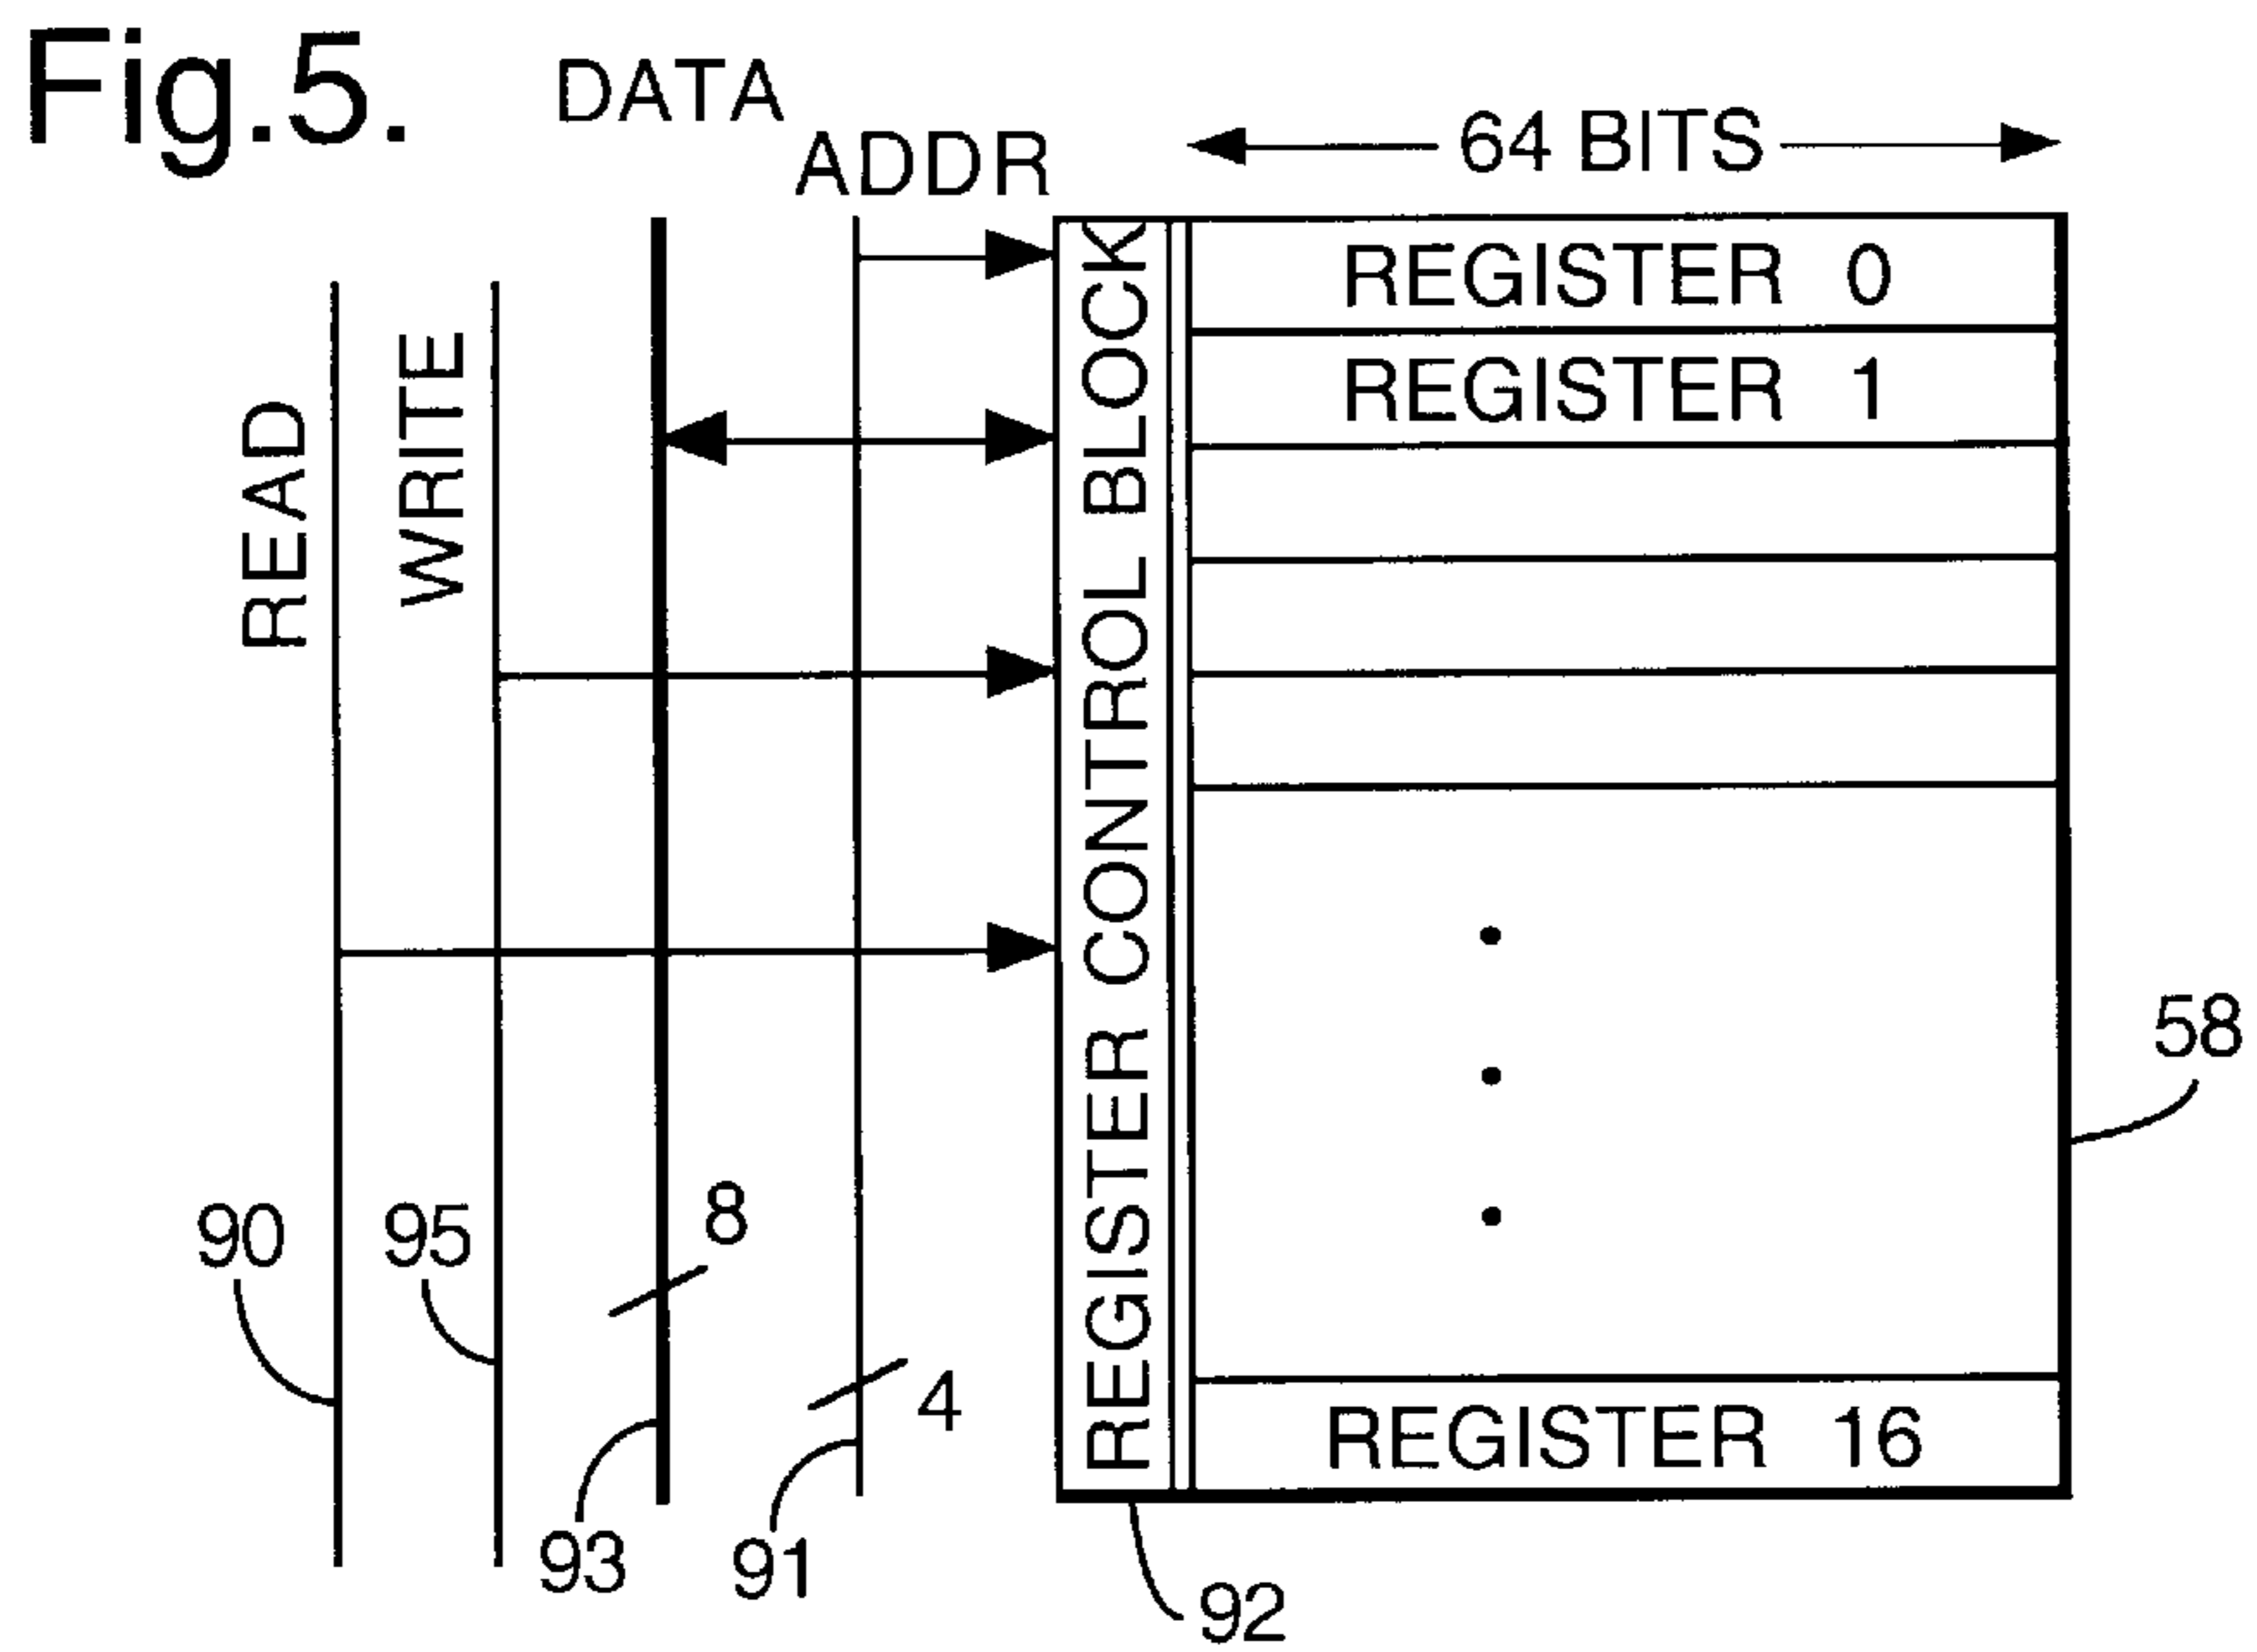 Fig.5.
DATA
ADDR
64 BITS
READ
WRITE
REGISTER CONTROL BLOCK
REGISTER 0
REGISTER 1
REGISTER 16
58
90
95
8
4
93
91
92